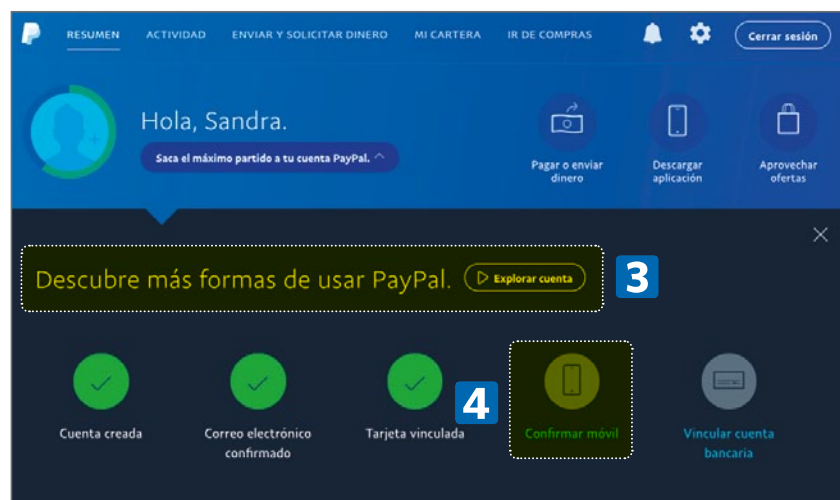 RESUMEN ACTIVIDAD ENVIAR Y SOLICITAR DINERO MI CARTERA IR DE COMPRAS Cerrar sesión
Hola, Sandra.
Saca el máximo partido a tu cuenta PayPal.
Pagar o enviar
dinero
Descargar
aplicación
Aprovechar
ofertas
Descubre más formas de usar PayPal. Explorar cuenta 3
4
Cuenta creada
Correo electrónico
confirmado
Tarjeta vinculada
Confirmar móvil
Vincular cuenta
bancaria